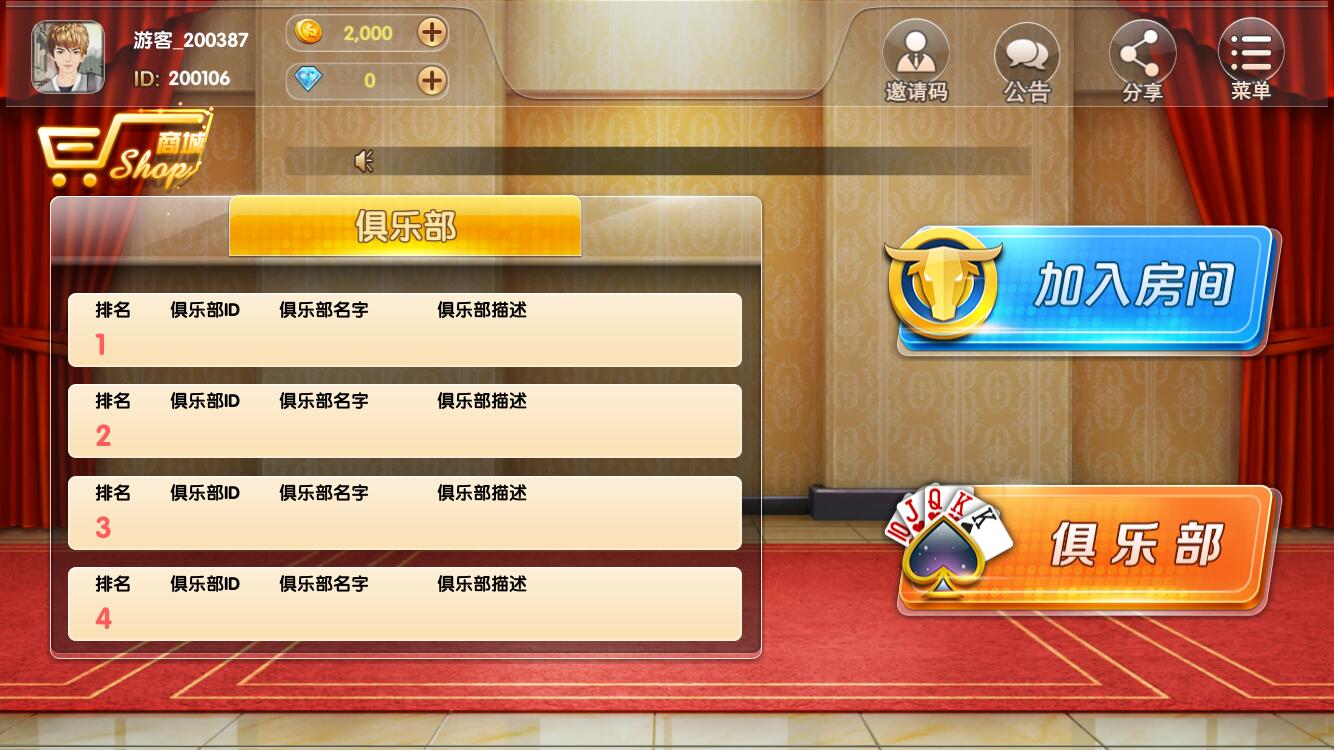 游客_200387
ID: 200106
2,000
0
邀请码
公告
分享
菜单
商城
Shop
俱乐部
排名 俱乐部ID 俱乐部名字 俱乐部描述
1
排名 俱乐部ID 俱乐部名字 俱乐部描述
2
排名 俱乐部ID 俱乐部名字 俱乐部描述
3
排名 俱乐部ID 俱乐部名字 俱乐部描述
4
加入房间
10 J Q K K
俱乐部